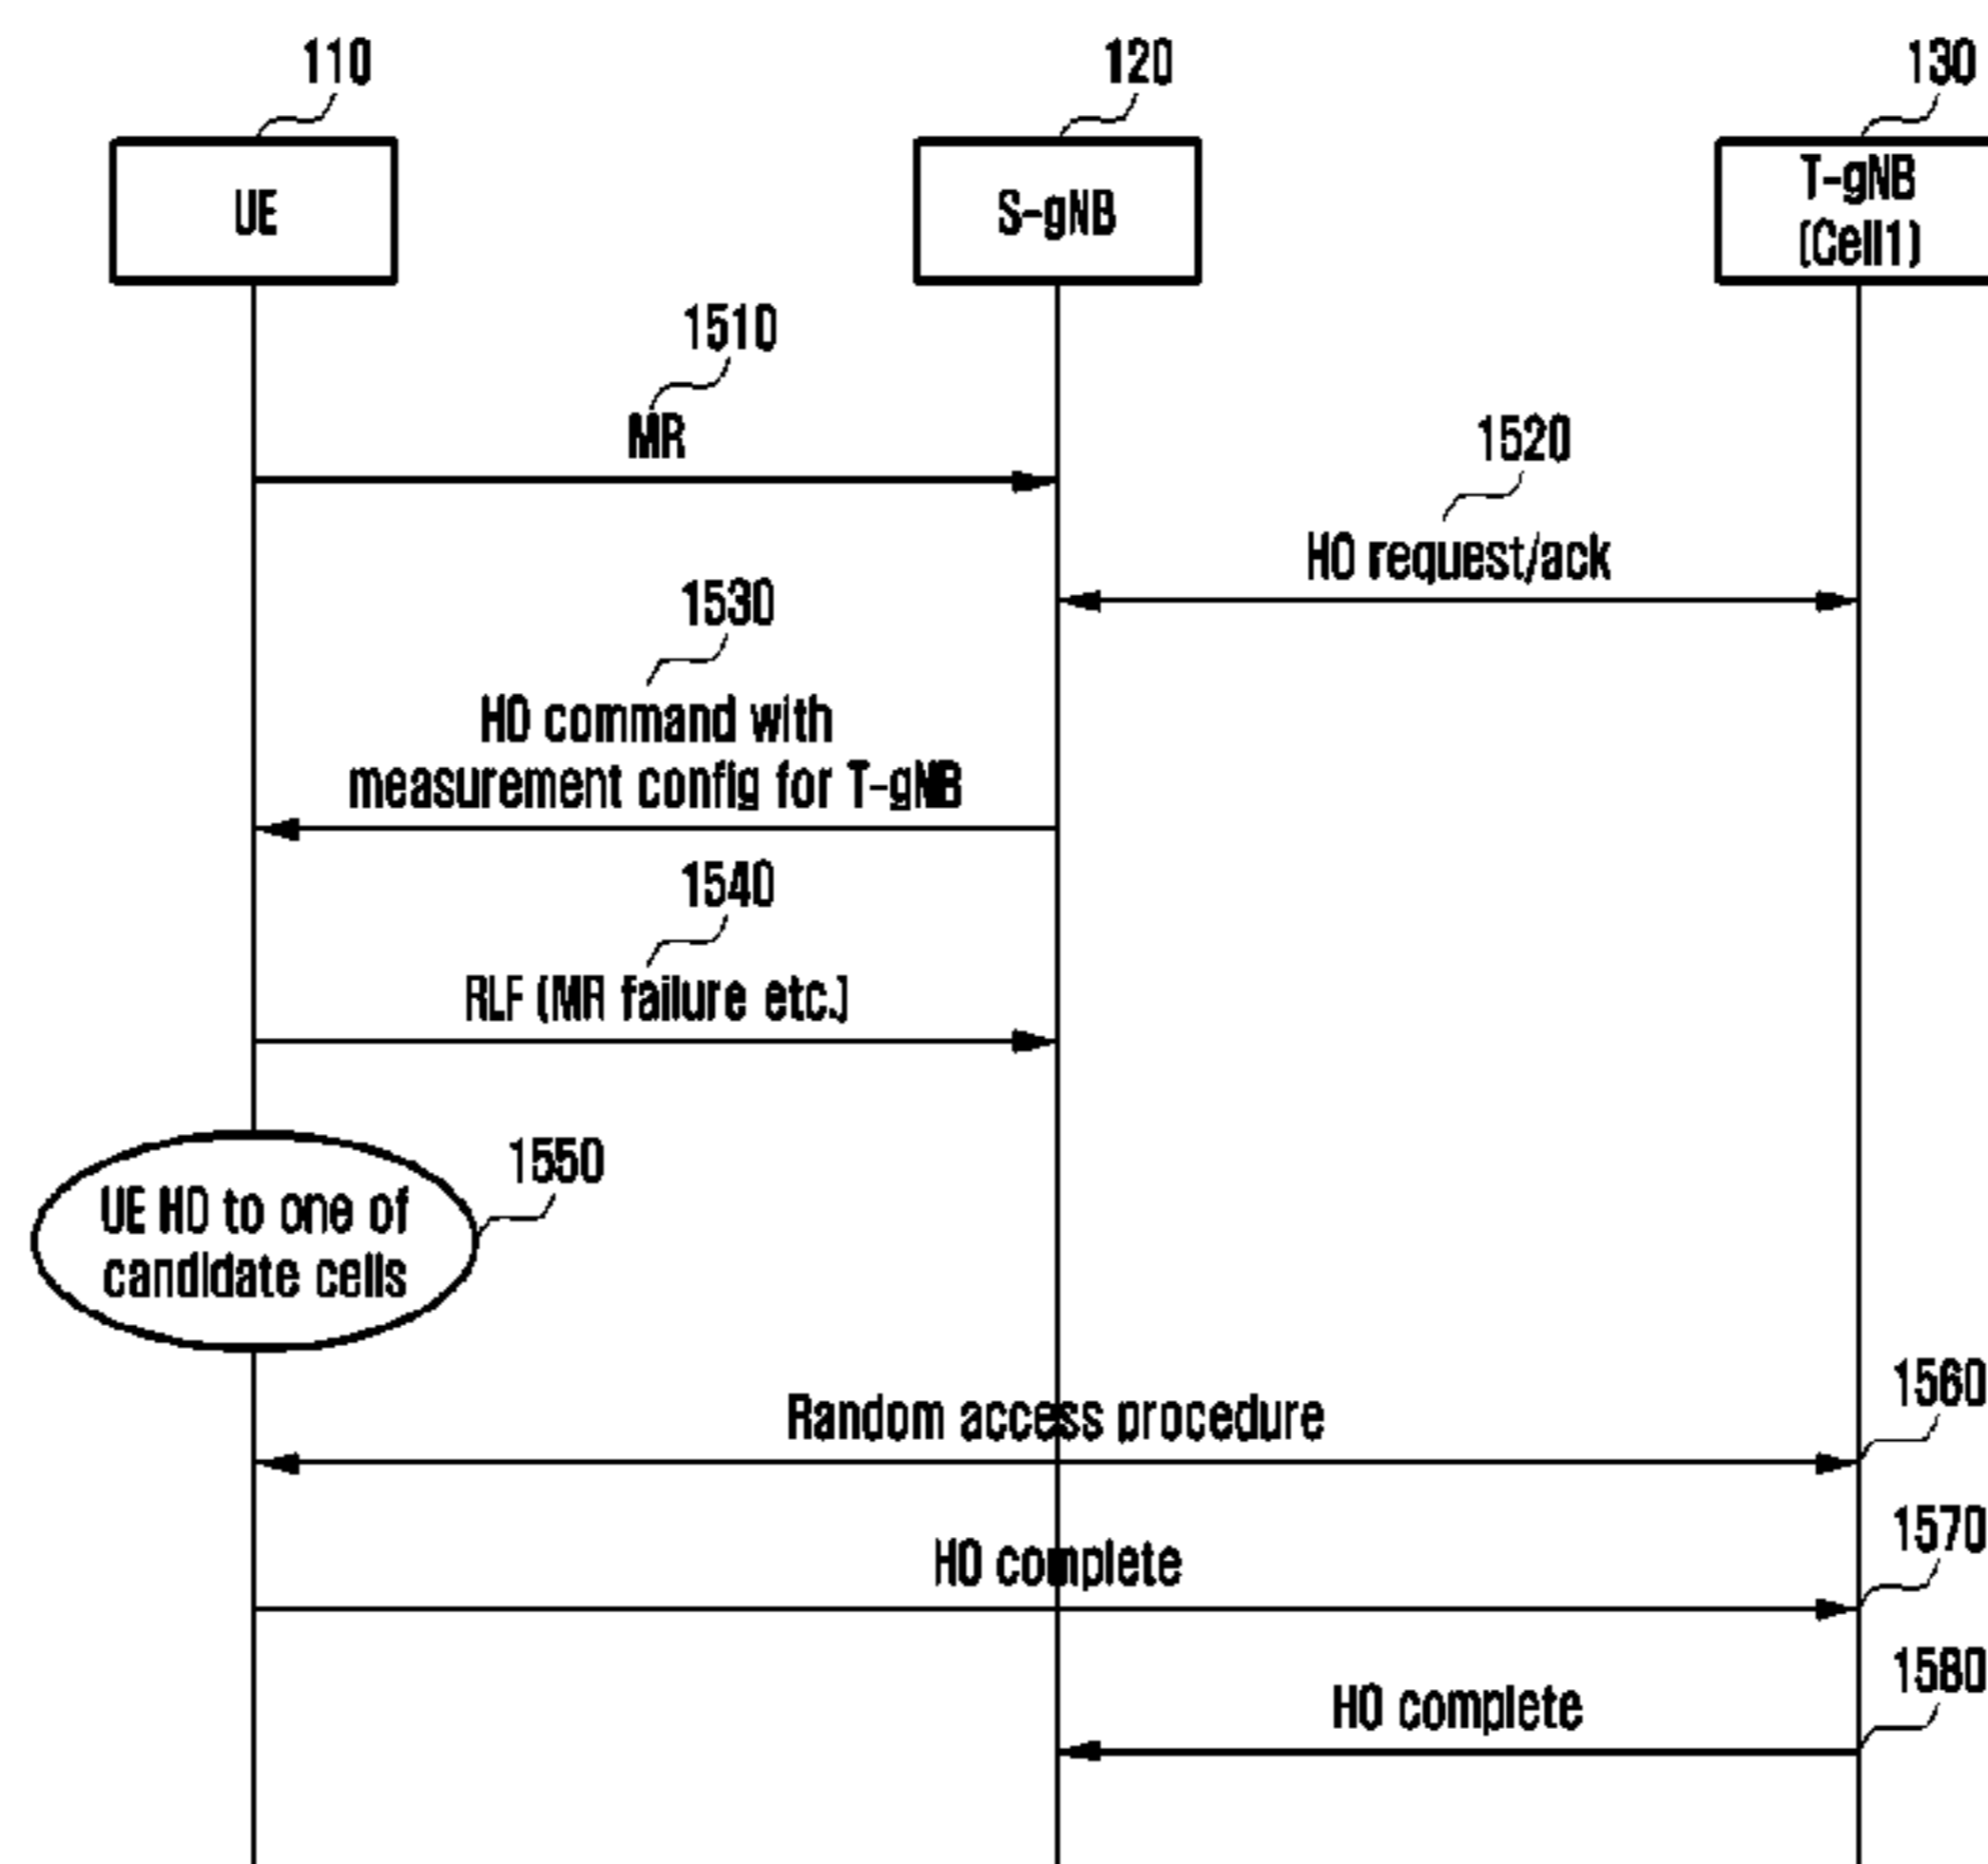 110
120
130
UE
S-gNB
T-gNB
(Cell1)
1510
MR
1520
HO request/ack
1530
HO command with
measurement config for T-gNB
1540
RLF (MR failure etc.)
1550
UE HO to one of
candidate cells
1560
Random access procedure
1570
HO complete
1580
HO complete